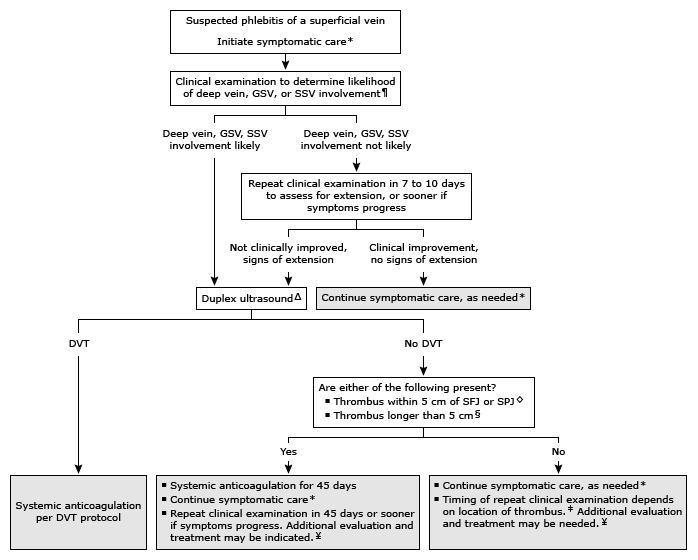 Suspected phlebitis of a superficial vein
Initiate symptomatic care*
Clinical examination to determine likelihood
of deep vein, GSV, or SSV involvement¶
Deep vein, GSV, SSV
involvement likely
Deep vein, GSV, SSV
involvement not likely
Repeat clinical examination in 7 to 10 days
to assess for extension, or sooner if
symptoms progress
Not clinically improved,
signs of extension
Clinical improvement,
no signs of extension
Duplex ultrasoundΔ
Continue symptomatic care, as needed*
DVT
No DVT
Are either of the following present?
▪ Thrombus within 5 cm of SFJ or SPJ◇
▪ Thrombus longer than 5 cm§
Yes
No
Systemic anticoagulation
per DVT protocol
▪ Systemic anticoagulation for 45 days
▪ Continue symptomatic care*
▪ Repeat clinical examination in 45 days or sooner
if symptoms progress. Additional evaluation and
treatment may be indicated.¥
▪ Continue symptomatic care, as needed*
▪ Timing of repeat clinical examination depends
on location of thrombus.‡ Additional evaluation
and treatment may be needed.¥